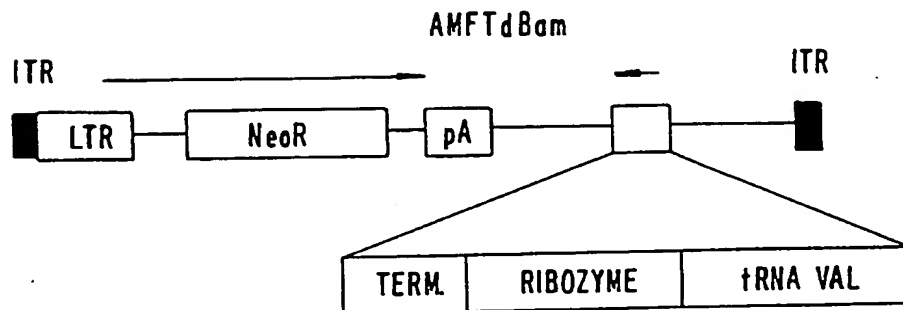 AMFTdBam
ITR ITR
LTR NeoR pA
TERM. RIBOZYME tRNA VAL